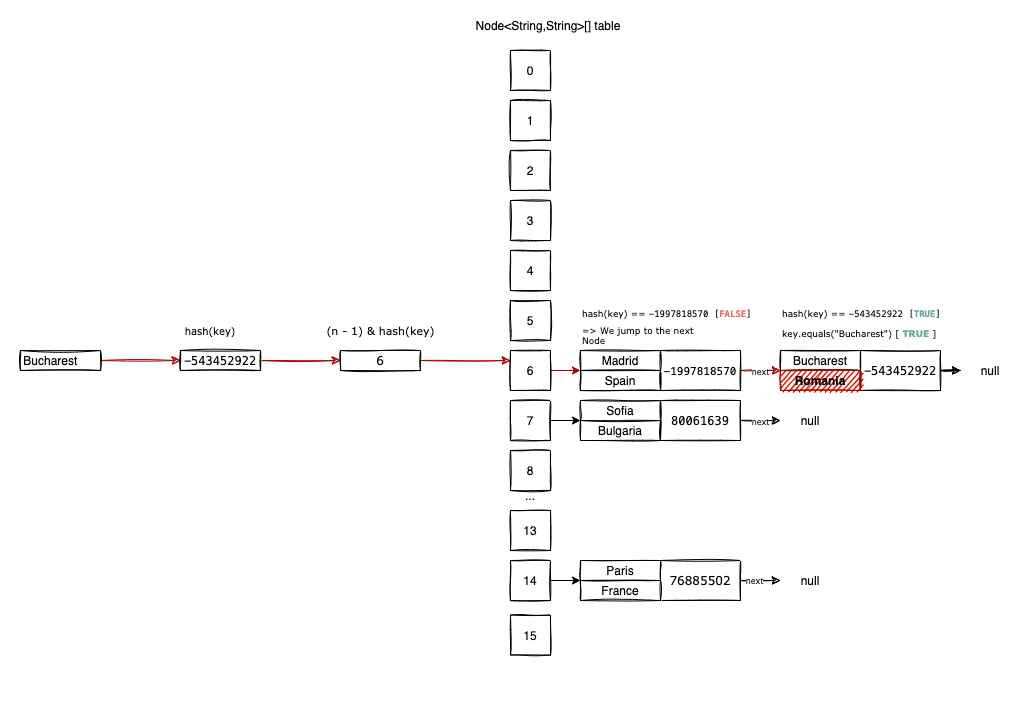 Node<String,String>[] table
0
1
2
3
4
5
hash(key)
(n - 1) & hash(key)
hash(key) == −1997818570 [FALSE]
=> We jump to the next
Node
hash(key) == −543452922 [TRUE]
key.equals("Bucharest") [ TRUE ]
Bucharest
−543452922
6
6
Madrid
Spain
−1997818570
next
Bucharest
Romania
−543452922
null
7
Sofia
Bulgaria
80061639
next
null
8
...
13
14
Paris
France
76885502
next
null
15